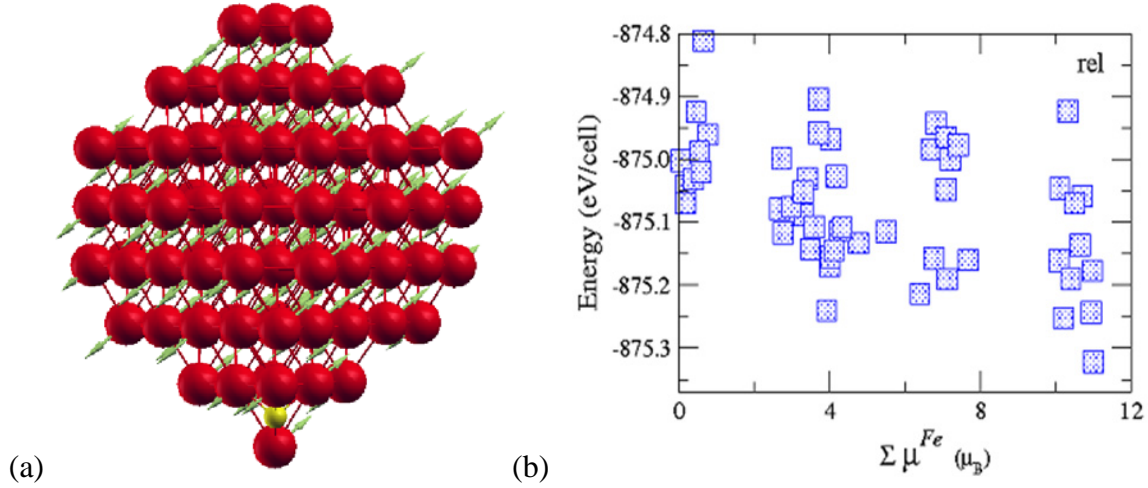 (a)
(b)
rel
Energy (eV/cell)
-874.8
-874.9
-875.0
-875.1
-875.2
-875.3
0 4 8 12
Σ μ^Fe (μ_B)